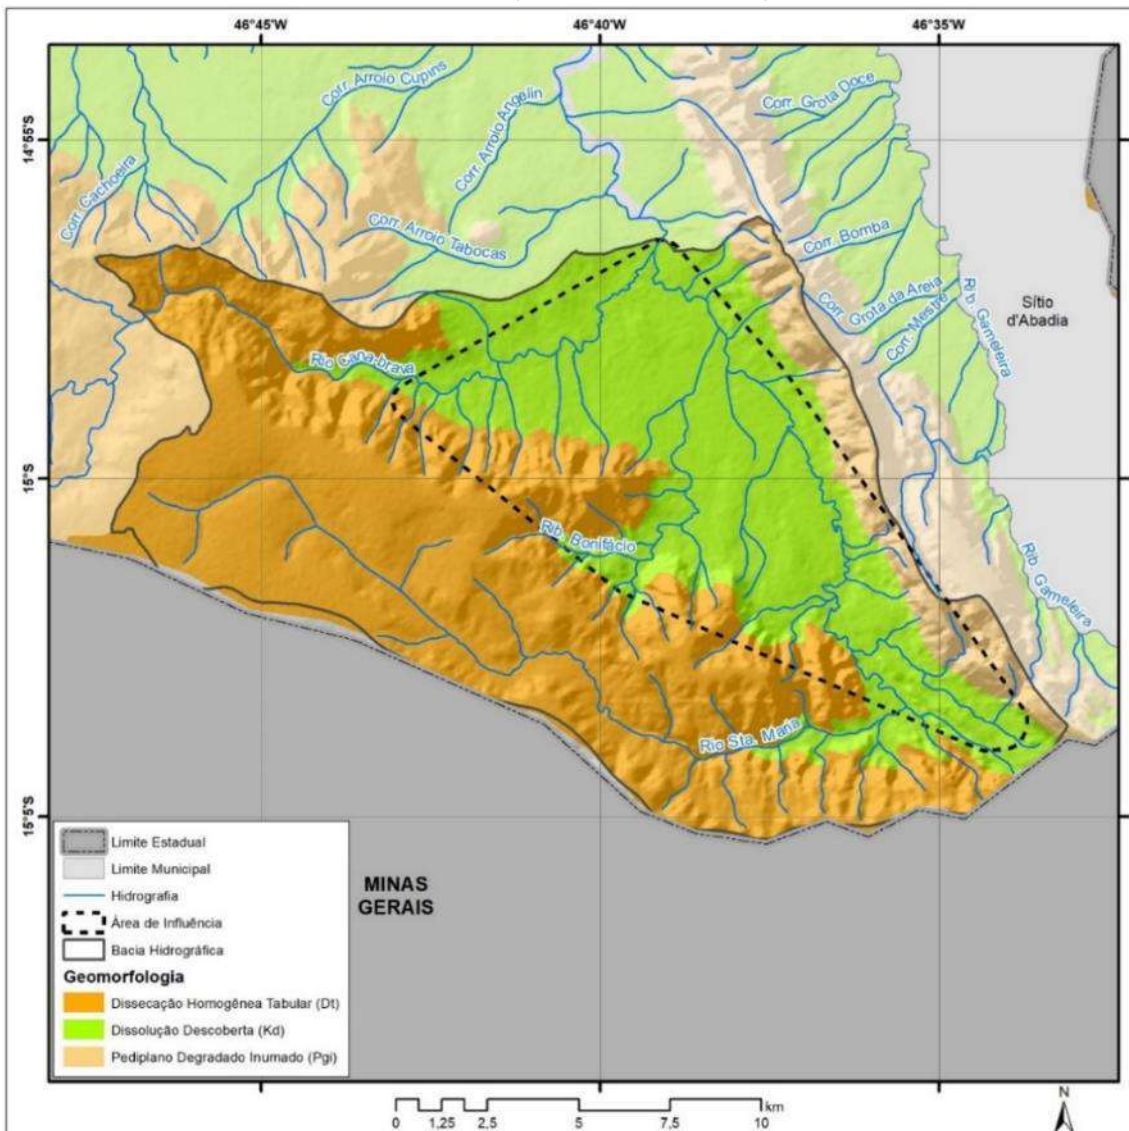 46°45'W
46°40'W
46°35'W
14°55'S
15°S
15°5'S
Corr. Arroio Cupins
Corr. Arroio Angelin
Corr. Grota Doce
Corr. Cachoeira
Corr. Arroio Tabocas
Corr. Bomba
Corr. Grota da Areia
Corr. Mestre
Rib. Gameleira
Sítio
d'Abadia
Rio Cana-brava
Rib. Bonifácio
Rib. Gameleira
Rio Sta. Maria
MINAS
GERAIS
Limite Estadual
Limite Municipal
Hidrografia
Área de Influência
Bacia Hidrográfica
Geomorfologia
Dissecação Homogênea Tabular (Dt)
Dissolução Descoberta (Kd)
Pediplano Degradado Inumado (Pgi)
km
0 1,25 2,5 5 7,5 10
N